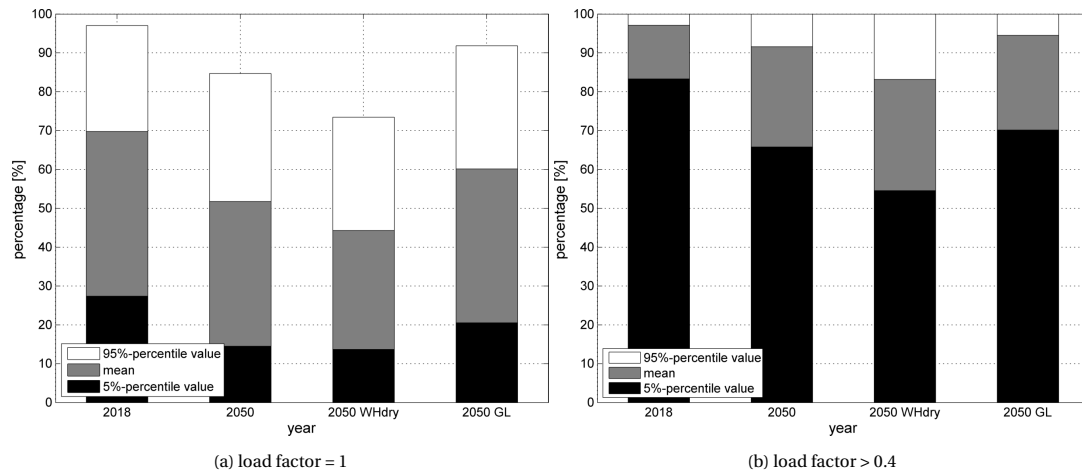 100
90
80
70
60
50
40
30
20
10
0
percentage [%]
95%-percentile value
mean
5%-percentile value
2018
2050
2050 WHdry
2050 GL
year
(a) load factor = 1
100
90
80
70
60
50
40
30
20
10
0
percentage [%]
95%-percentile value
mean
5%-percentile value
2018
2050
2050 WHdry
2050 GL
year
(b) load factor > 0.4